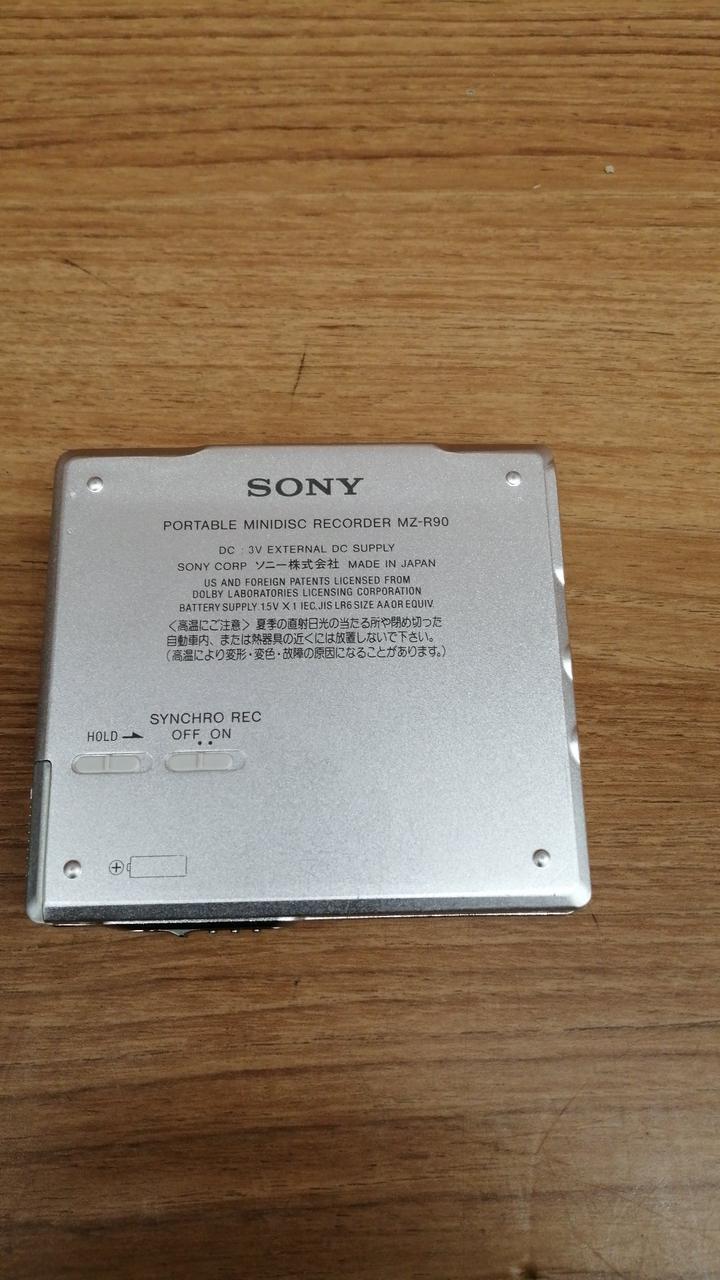 SONY
PORTABLE MINIDISC RECORDER MZ-R90
DC : 3V EXTERNAL DC SUPPLY
SONY CORP ソニー株式会社 MADE IN JAPAN
US AND FOREIGN PATENTS LICENSED FROM
DOLBY LABORATORIES LICENSING CORPORATION
BATTERY SUPPLY 1.5V X 1 IEC, JIS LR6 SIZE AA OR EQUIV.
〈高温にご注意〉夏季の直射日光の当たる所や閉め切った
自動車内、または熱器具の近くには放置しないで下さい。
(高温により変形・変色・故障の原因になることがあります。)
SYNCHRO REC
HOLD OFF ON